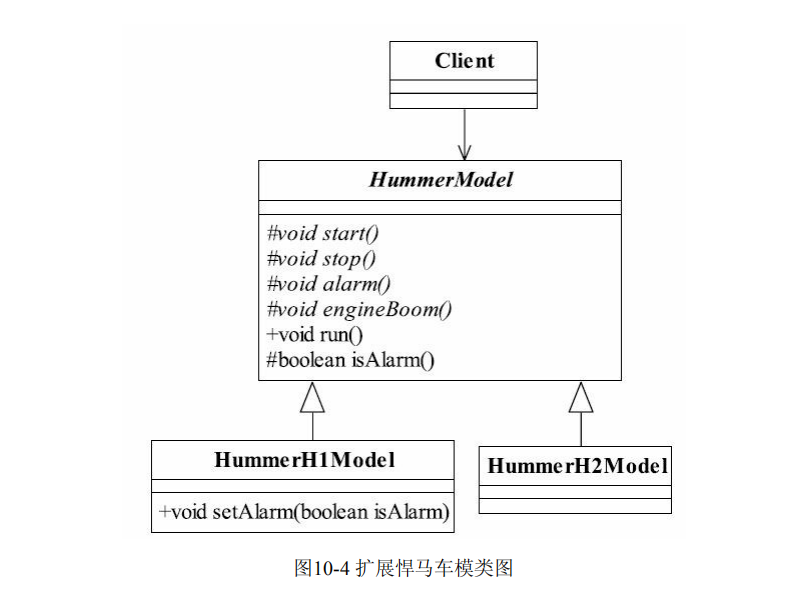 Client
HummerModel
#void start()
#void stop()
#void alarm()
#void engineBoom()
+void run()
#boolean isAlarm()
HummerH1Model
+void setAlarm(boolean isAlarm)
HummerH2Model
图10-4 扩展悍马车模类图